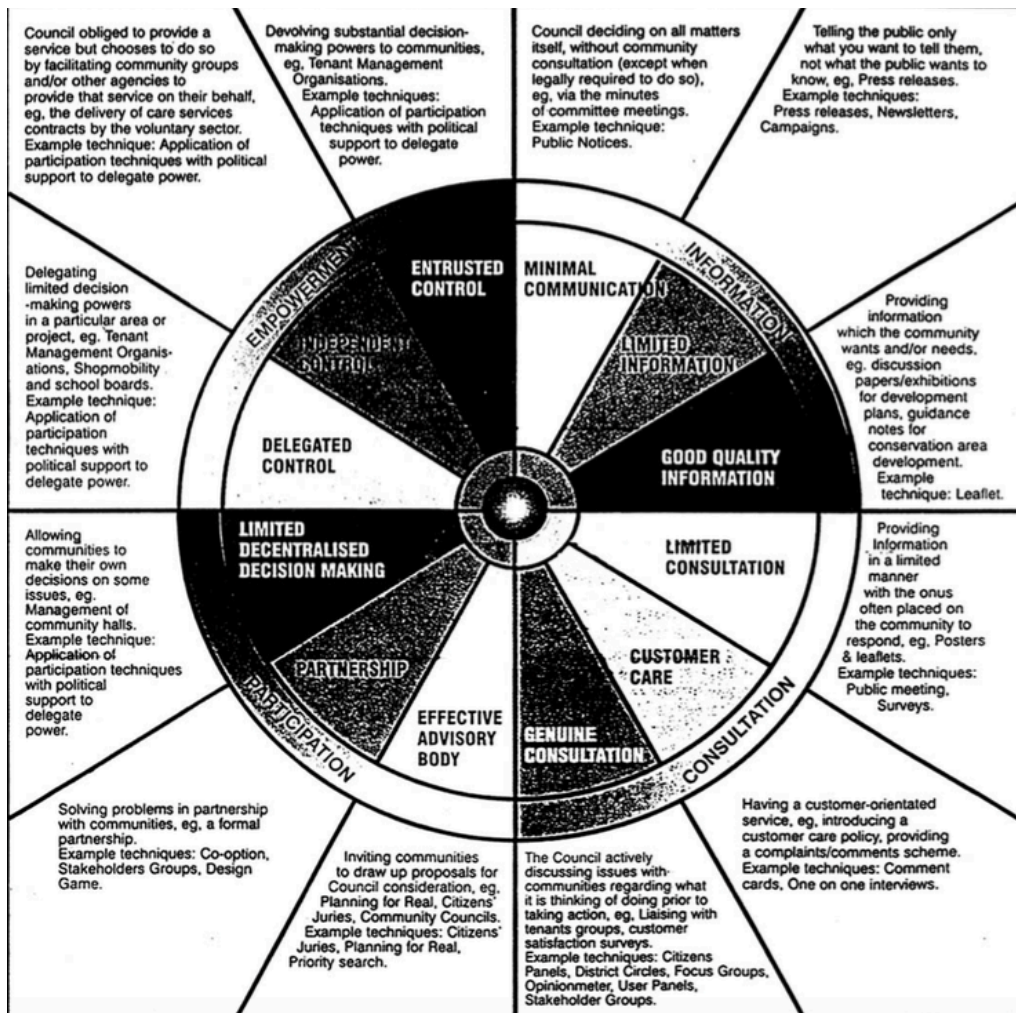 Council obliged to provide a
service but chooses to do so
by facilitating community groups
and/or other agencies to
provide that service on their behalf,
eg, the delivery of care services
contracts by the voluntary sector.
Example technique: Application of
participation techniques with political
support to delegate power.
Devolving substantial decision-
making powers to communities,
eg, Tenant Management
Organisations.
Example techniques:
Application of participation
techniques with political
support to delegate
power.
Council deciding on all matters
itself, without community
consultation (except when
legally required to do so),
eg, via the minutes
of committee meetings.
Example technique:
Public Notices.
Telling the public only
what you want to tell them,
not what the public wants to
know, eg, Press releases.
Example techniques:
Press releases, Newsletters,
Campaigns.
Providing
information
which the community
wants and/or needs,
eg. discussion
papers/exhibitions
for development
plans, guidance
notes for
conservation area
development.
Example
technique: Leaflet.
Providing
Information
in a limited
manner
with the onus
often placed on
the community to
respond, eg, Posters
& leaflets.
Example techniques:
Public meeting,
Surveys.
Having a customer-orientated
service, eg, introducing a
customer care policy, providing
a complaints/comments scheme.
Example techniques: Comment
cards, One on one interviews.
The Council actively
discussing issues with-
communities regarding what
it is thinking of doing prior to
taking action, eg, Liaising with
tenants groups, customer
satisfaction surveys.
Example techniques: Citizens
Panels, District Circles, Focus Groups,
Opinionmeter, User Panels,
Stakeholder Groups.
Inviting communities
to draw up proposals for
Council consideration, eg,
Planning for Real, Citizens'
Juries, Community Councils.
Example techniques: Citizens'
Juries, Planning for Real,
Priority search.
Solving problems in partnership
with communities, eg, a formal
partnership.
Example techniques: Co-option,
Stakeholders Groups, Design
Game.
Allowing
communities to
make their own
decisions on some
issues, eg.
Management of
community halls.
Example technique:
Application of
participation techniques
with political
support to
delegate
power.
Delegating
limited decision
-making powers
in a particular area or
project, eg. Tenant
Management Organis-
ations, Shopmobility
and school boards.
Example technique:
Application of
participation
techniques with
political support to
delegate power.
EMPOWERMENT
INFORMATION
CONSULTATION
PARTICIPATION
ENTRUSTED
CONTROL
MINIMAL
COMMUNICATION
LIMITED
INFORMATION
GOOD QUALITY
INFORMATION
LIMITED
CONSULTATION
CUSTOMER
CARE
GENUINE
CONSULTATION
EFFECTIVE
ADVISORY
BODY
PARTNERSHIP
LIMITED
DECENTRALISED
DECISION MAKING
DELEGATED
CONTROL
INDEPENDENT
CONTROL